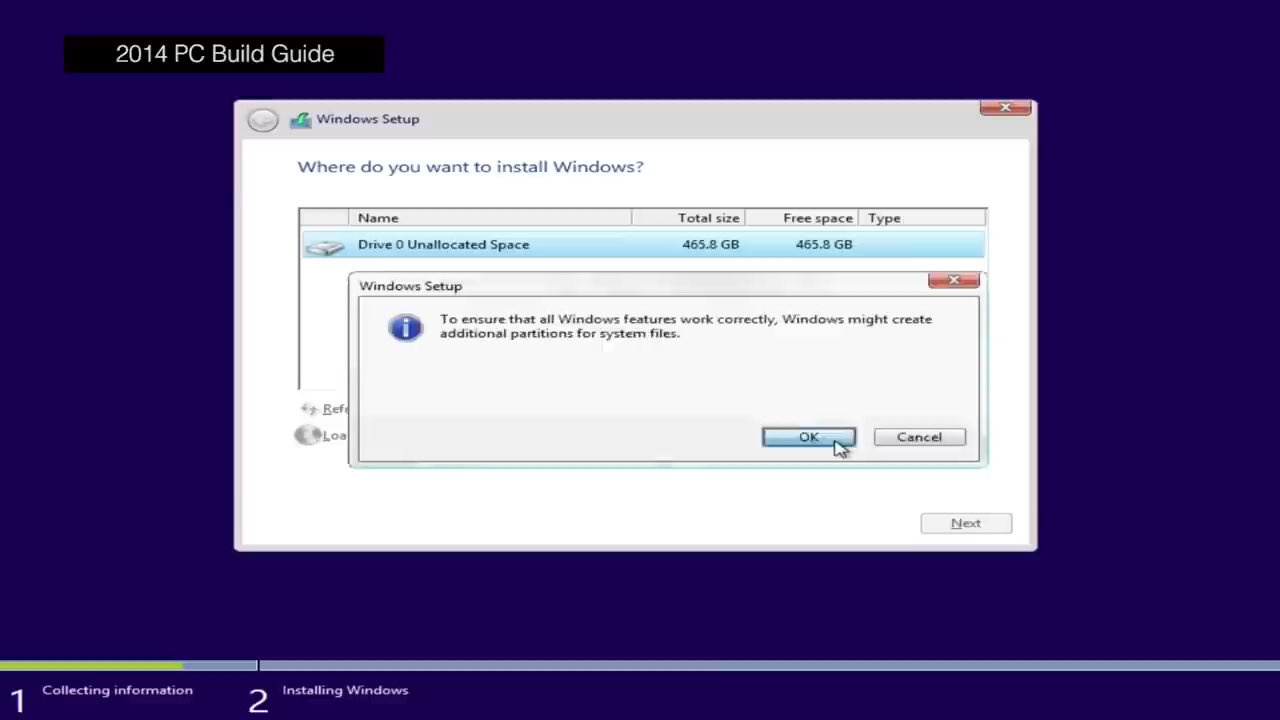 2014 PC Build Guide
Windows Setup
Where do you want to install Windows?
Name Total size Free space Type
Drive 0 Unallocated Space 465.8 GB 465.8 GB
Windows Setup
To ensure that all Windows features work correctly, Windows might create
additional partitions for system files.
Refr
Loa
OK Cancel
Next
1 Collecting information 2 Installing Windows